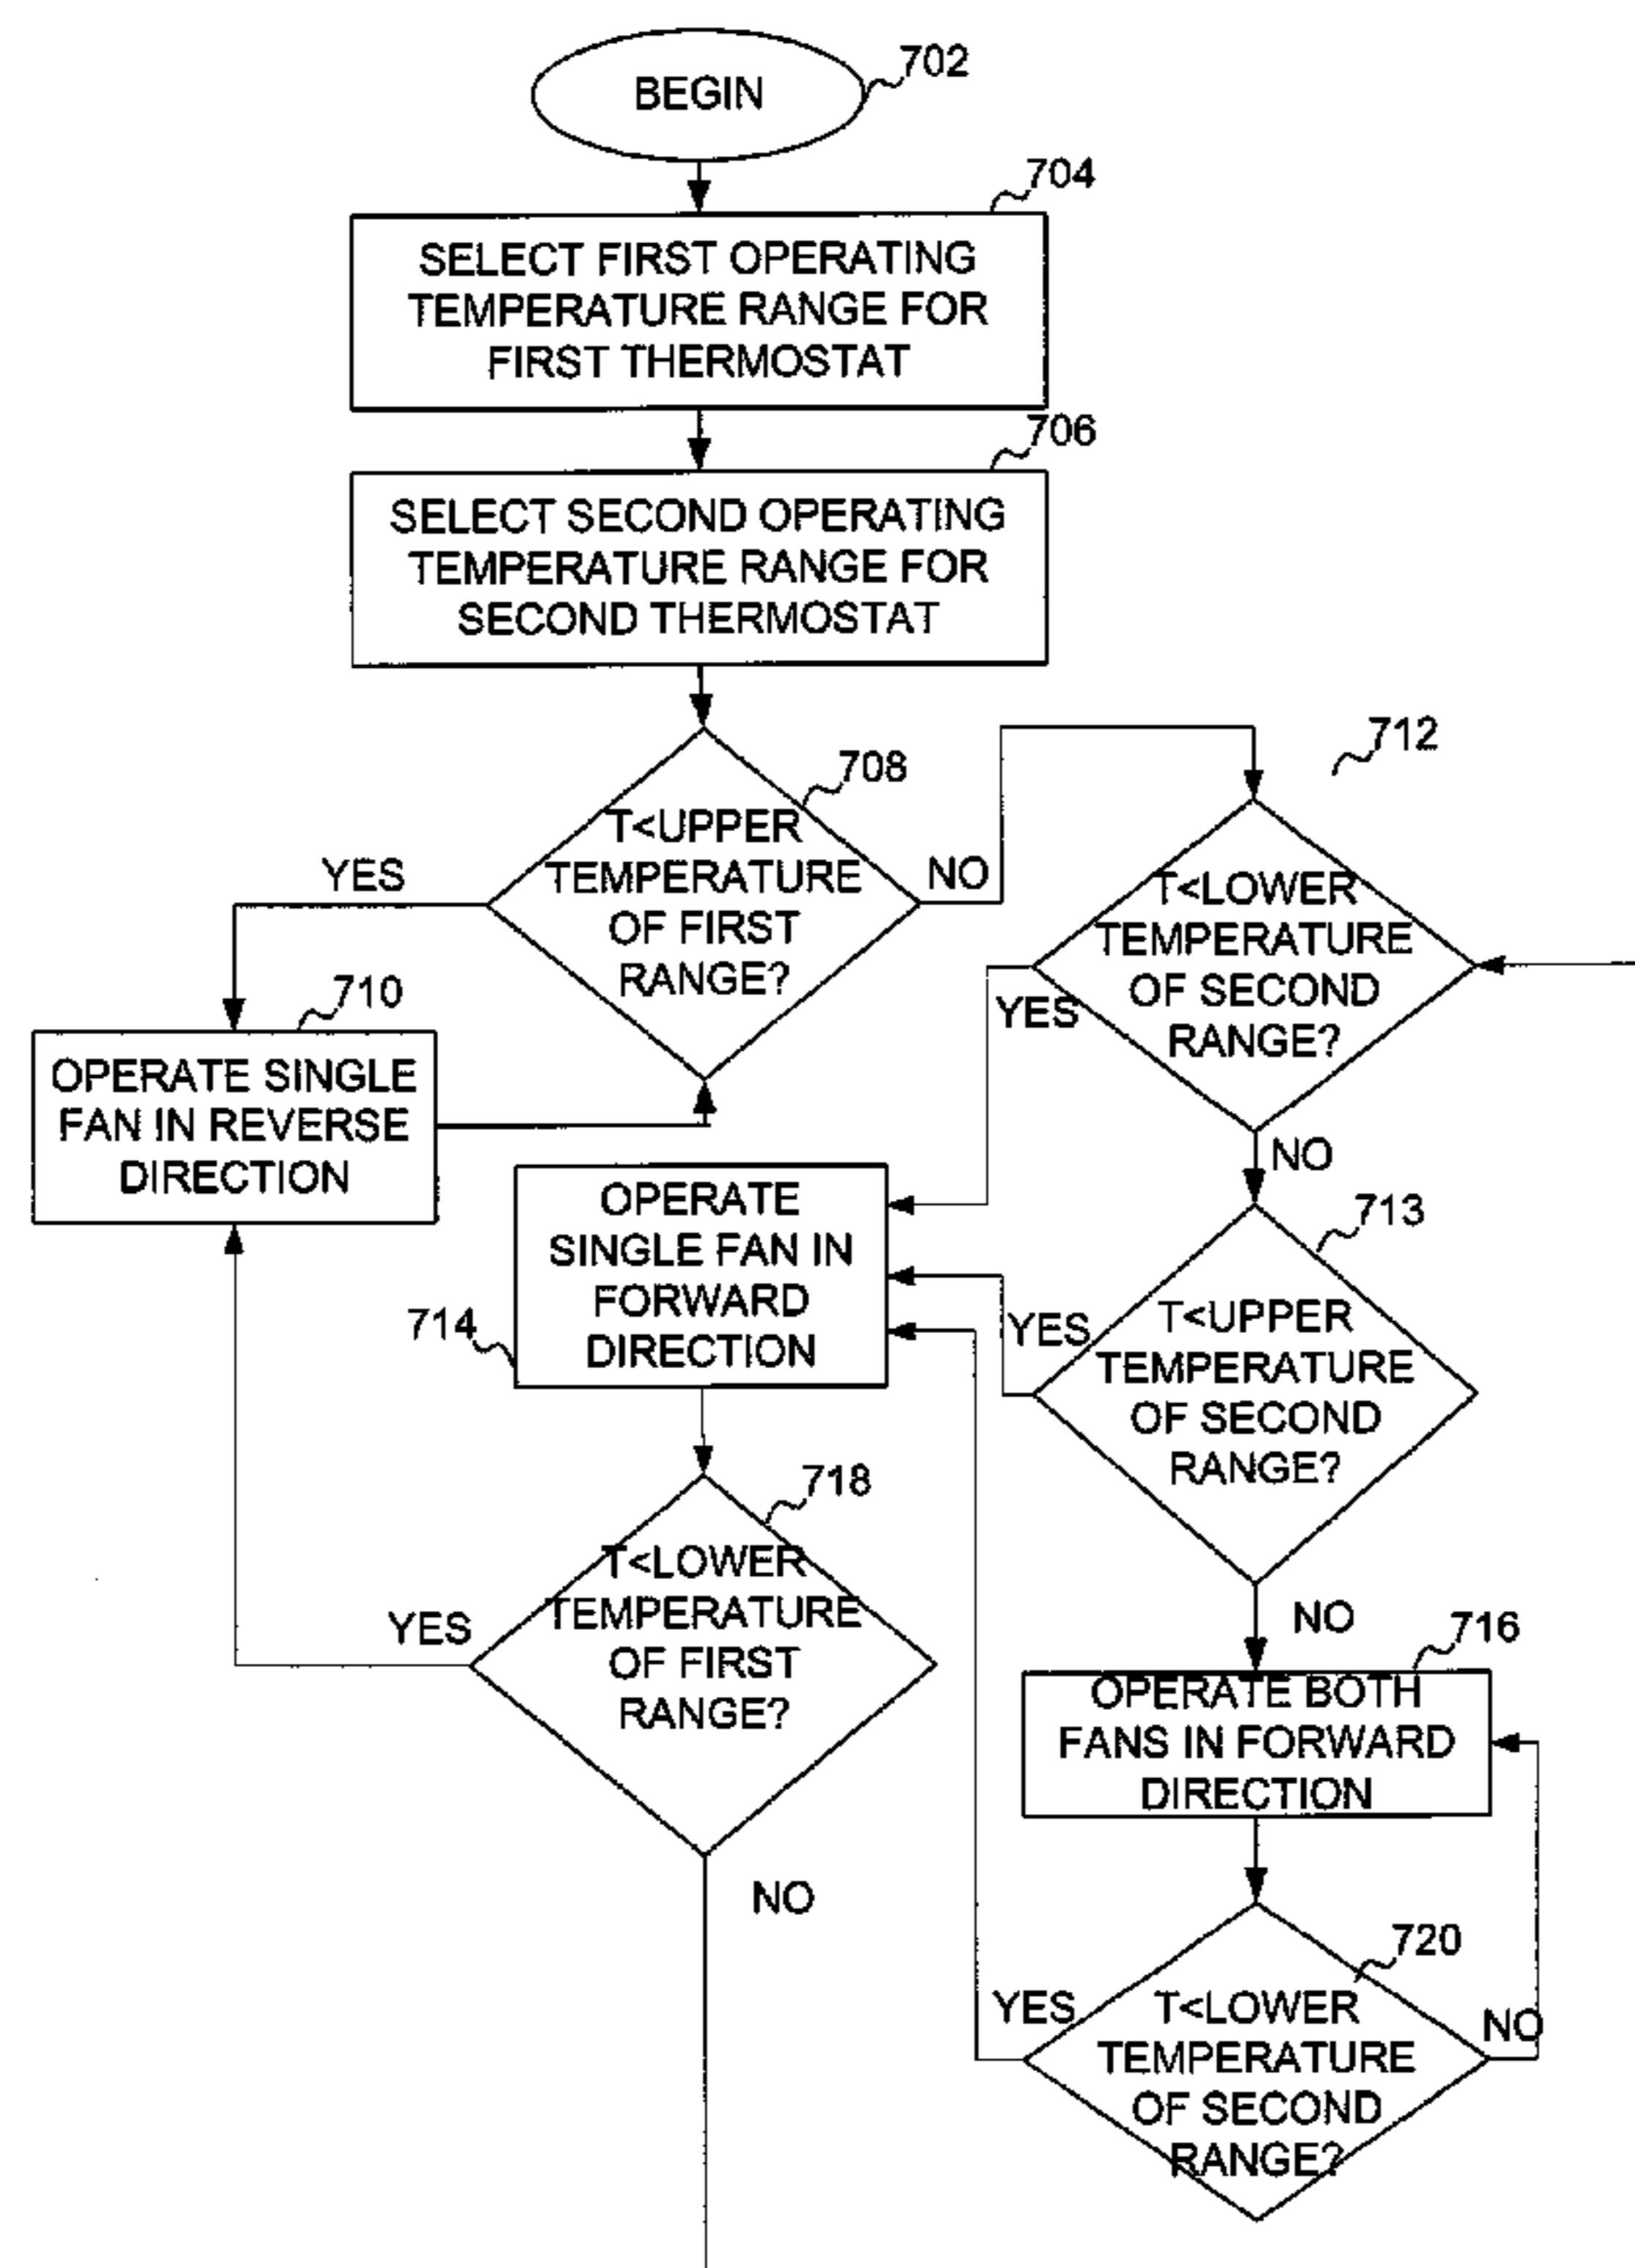 BEGIN
702
704
SELECT FIRST OPERATING
TEMPERATURE RANGE FOR
FIRST THERMOSTAT
706
SELECT SECOND OPERATING
TEMPERATURE RANGE FOR
SECOND THERMOSTAT
708
T<UPPER
TEMPERATURE
OF FIRST
RANGE?
YES
NO
712
T<LOWER
TEMPERATURE
OF SECOND
RANGE?
YES
NO
710
OPERATE SINGLE
FAN IN REVERSE
DIRECTION
OPERATE
SINGLE FAN IN
FORWARD
DIRECTION
714
713
T<UPPER
TEMPERATURE
OF SECOND
RANGE?
YES
NO
718
T<LOWER
TEMPERATURE
OF FIRST
RANGE?
YES
NO
716
OPERATE BOTH
FANS IN FORWARD
DIRECTION
720
T<LOWER
TEMPERATURE
OF SECOND
RANGE?
YES
NO